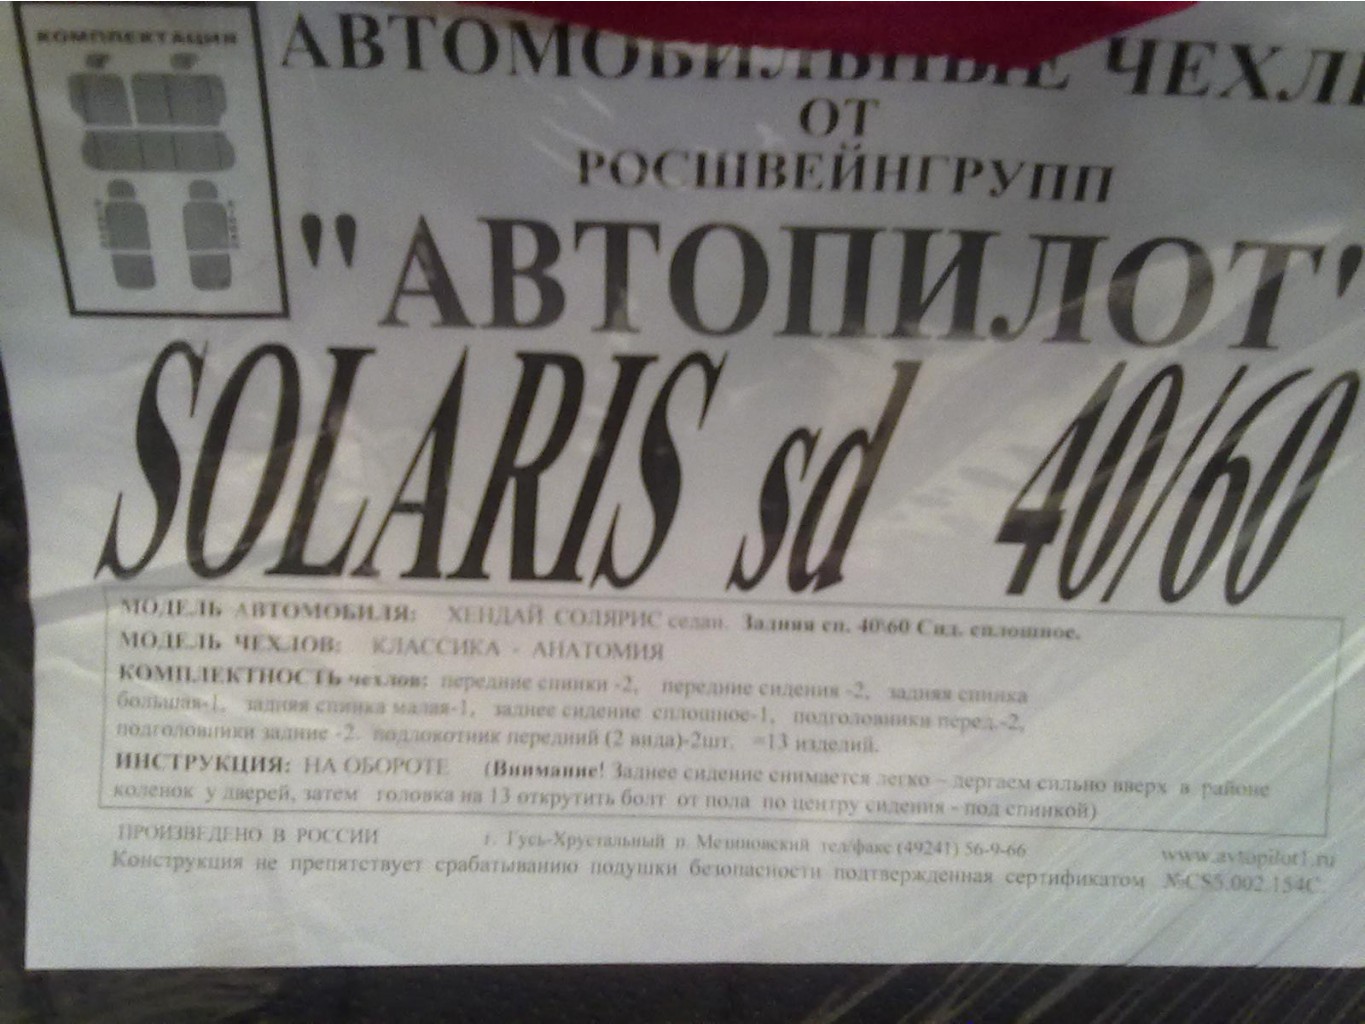 КОМПЛЕКТАЦИЯ
АВТОМОБИЛЬНЫЕ ЧЕХЛ
ОТ
РОСШВЕЙНГРУПП
"АВТОПИЛОТ"
SOLARIS sd 40/60
МОДЕЛЬ АВТОМОБИЛЯ: ХЕНДАЙ СОЛЯРИС седан. Задняя сп. 40\60 Сид. сплошное.
МОДЕЛЬ ЧЕХЛОВ: КЛАССИКА - АНАТОМИЯ
КОМПЛЕКТНОСТЬ чехлов: передние спинки -2, передние сидения -2, задняя спинка
большая-1, задняя спинка малая-1, заднее сидение сплошное-1, подголовники перед.-2,
подголовники задние -2. подлокотник передний (2 вида)-2шт. =13 изделий.
ИНСТРУКЦИЯ: НА ОБОРОТЕ (Внимание! Заднее сидение снимается легко – дергаем сильно вверх в районе
коленок у дверей, затем головка на 13 открутить болт от пола по центру сидения - под спинкой)
ПРОИЗВЕДЕНО В РОССИИ г. Гусь-Хрустальный п. Мезиновский тел/факс (49241) 56-9-66 www.avtopilot1.ru
Конструкция не препятствует срабатыванию подушки безопасности подтвержденная сертификатом №CS5.002.154C.